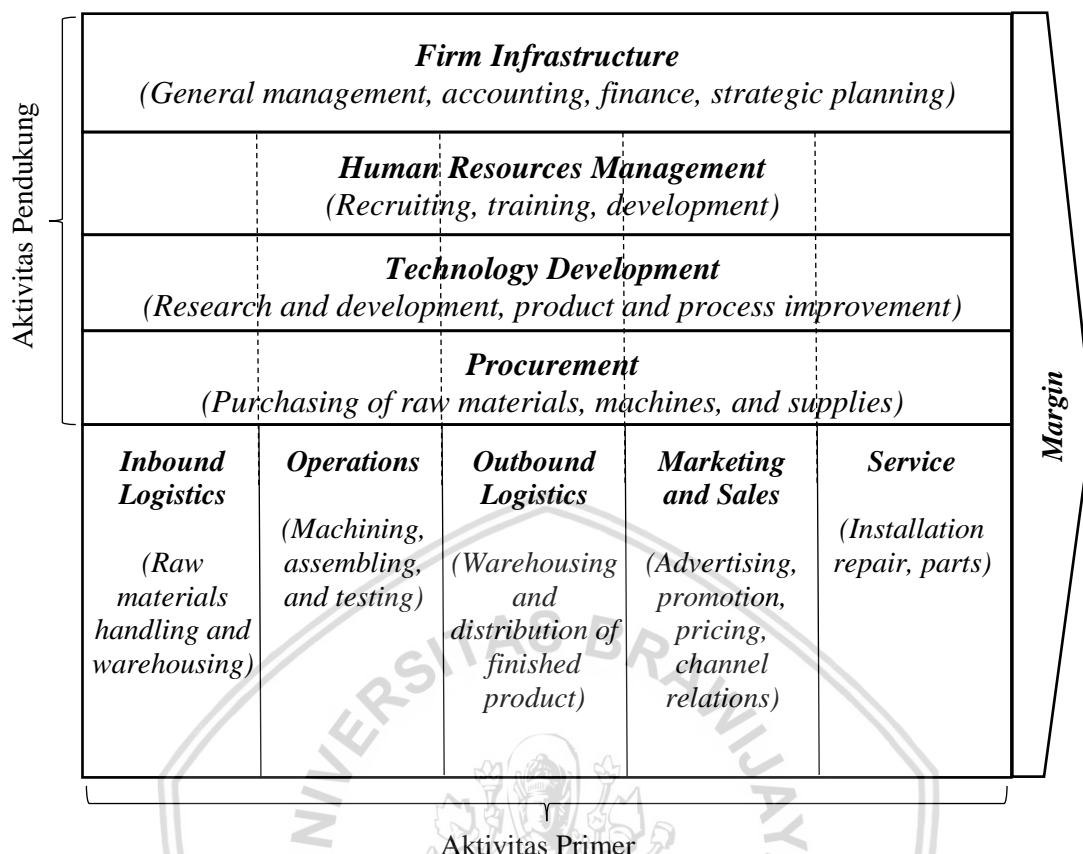 Aktivitas Pendukung
Firm Infrastructure
(General management, accounting, finance, strategic planning)
Human Resources Management
(Recruiting, training, development)
Technology Development
(Research and development, product and process improvement)
Procurement
(Purchasing of raw materials, machines, and supplies)
Inbound
Logistics
(Raw
materials
handling and
warehousing)
Operations
(Machining,
assembling,
and testing)
Outbound
Logistics
(Warehousing
and
distribution of
finished
product)
Marketing
and Sales
(Advertising,
promotion,
pricing,
channel
relations)
Service
(Installation
repair, parts)
Margin
Aktivitas Primer
UNIVERSITAS BRAWIJAYA